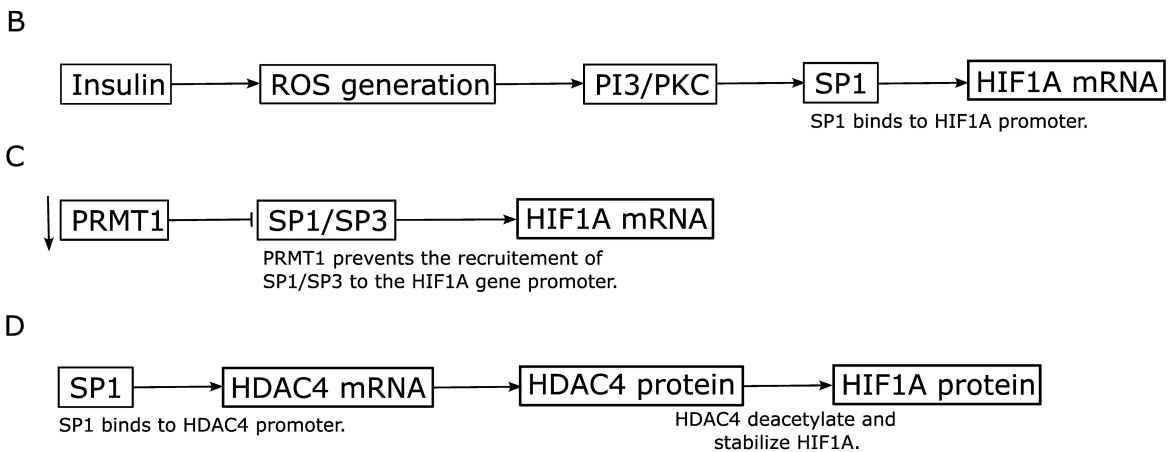 B
Insulin ROS generation PI3/PKC SP1 HIF1A mRNA
SP1 binds to HIF1A promoter.
C
PRMT1 SP1/SP3 HIF1A mRNA
PRMT1 prevents the recruitement of
SP1/SP3 to the HIF1A gene promoter.
D
SP1 HDAC4 mRNA HDAC4 protein HIF1A protein
SP1 binds to HDAC4 promoter.
HDAC4 deacetylate and
stabilize HIF1A.